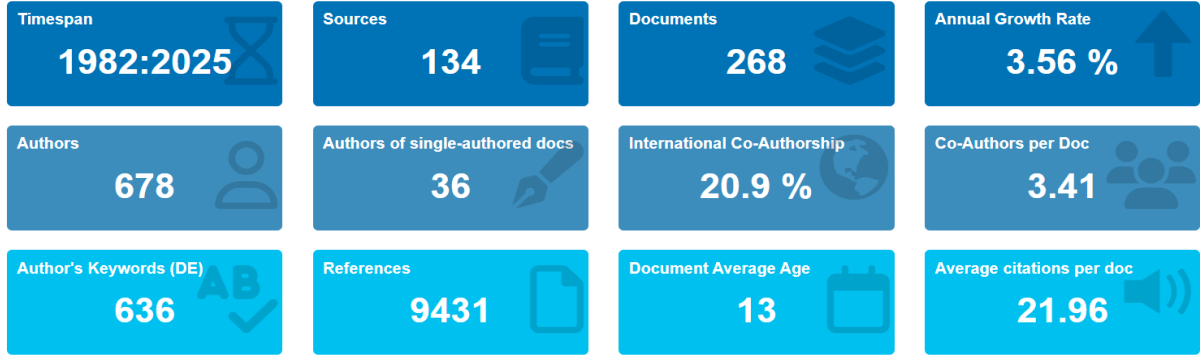 Timespan
1982:2025
Sources
134
Documents
268
Annual Growth Rate
3.56 %
Authors
678
Authors of single-authored docs
36
International Co-Authorship
20.9 %
Co-Authors per Doc
3.41
Author's Keywords (DE)
636
AB
References
9431
Document Average Age
13
Average citations per doc
21.96